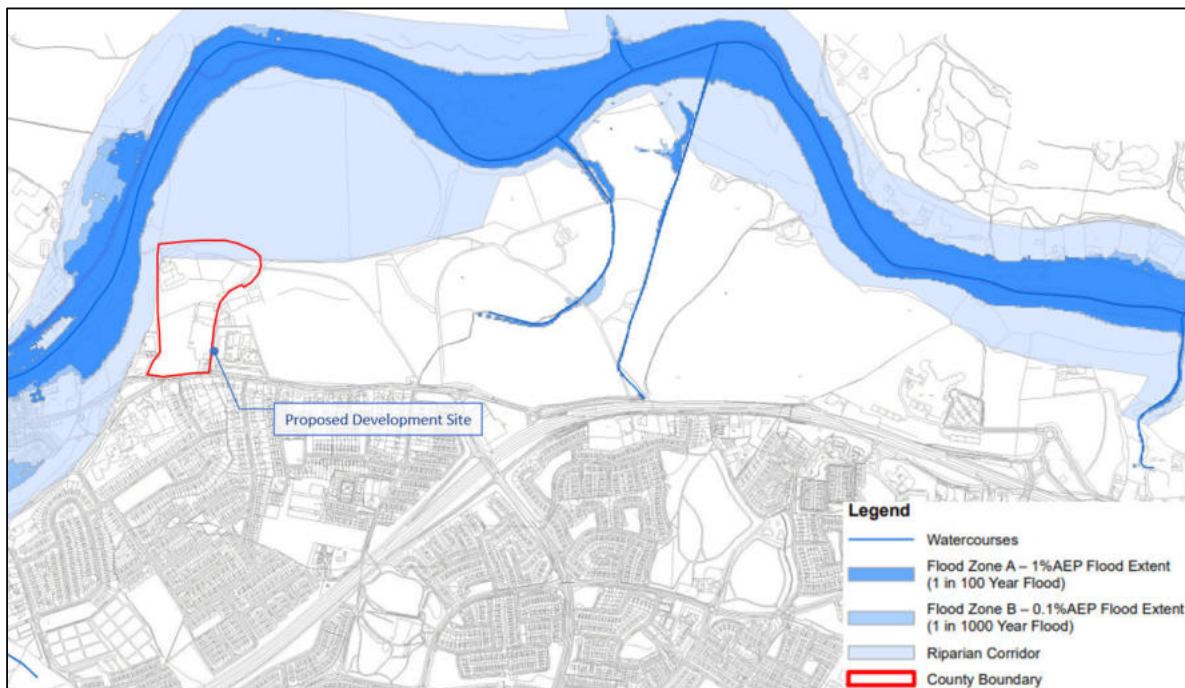 Proposed Development Site
Legend
Watercourses
Flood Zone A – 1%AEP Flood Extent
(1 in 100 Year Flood)
Flood Zone B – 0.1%AEP Flood Extent
(1 in 1000 Year Flood)
Riparian Corridor
County Boundary